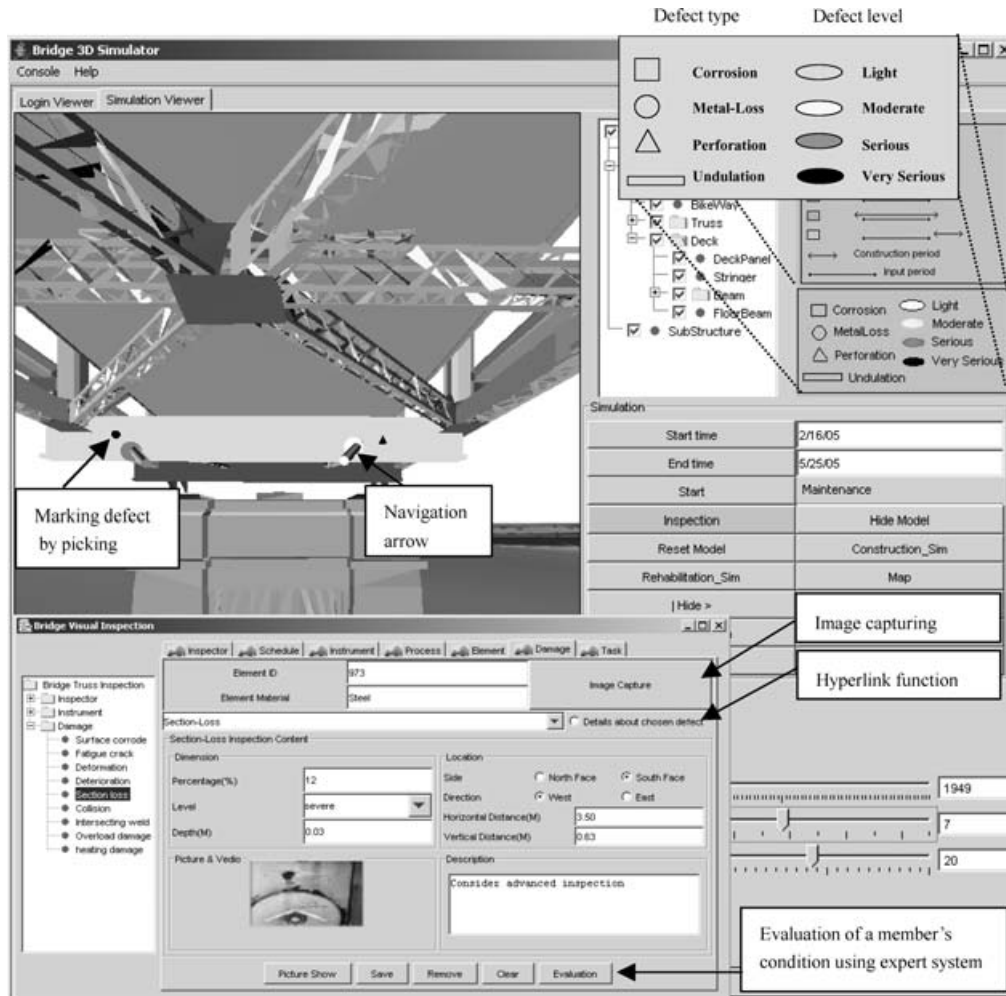 Defect type Defect level
Bridge 3D Simulator
Console Help
Login Viewer Simulation Viewer
Corrosion Light
Metal-Loss Moderate
Perforation Serious
Undulation Very Serious
BikeWay
Truss
Deck
DeckPanel
Stringer
Beam
FloorBeam
SubStructure
Construction period
Input period
Corrosion Light
MetalLoss Moderate
Perforation Serious
Undulation Very Serious
Marking defect
by picking
Navigation
arrow
Simulation
Start time 2/16/05
End time 5/25/05
Start Maintenance
Inspection Hide Model
Reset Model Construction_Sim
Rehabilitation_Sim Map
| Hide >
Image capturing
Hyperlink function
Bridge Visual Inspection
Inspector Schedule Instrument Process Element Damage Task
Bridge Truss Inspection
Inspector
Instrument
Damage
Surface corrode
Fatigue crack
Deformation
Deterioration
Section loss
Collision
Intersecting weld
Overload damage
heating damage
Element ID 973
Element Material Steel
Image Capture
Section-Loss Details about chosen defect
Section-Loss Inspection Content
Dimension
Percentage(%) 12
Level severe
Depth(M) 0.03
Location
Side North Face South Face
Direction West East
Horizontal Distance(M) 3.50
Vertical Distance(M) 0.63
Picture & Vedio
Description
Consider advanced inspection
Picture Show Save Remove Clear Evaluation
1949
7
20
Evaluation of a member's
condition using expert system